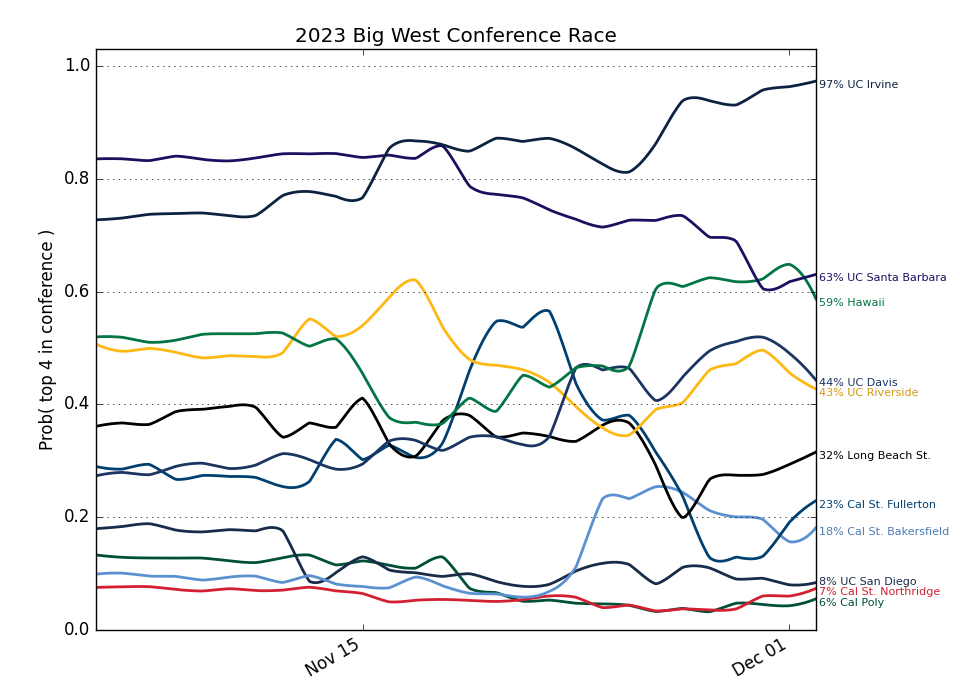 2023 Big West Conference Race
Prob( top 4 in conference )
1.0
0.8
0.6
0.4
0.2
0.0
Nov 15
Dec 01
97% UC Irvine
63% UC Santa Barbara
59% Hawaii
44% UC Davis
43% UC Riverside
32% Long Beach St.
23% Cal St. Fullerton
18% Cal St. Bakersfield
8% UC San Diego
7% Cal St. Northridge
6% Cal Poly